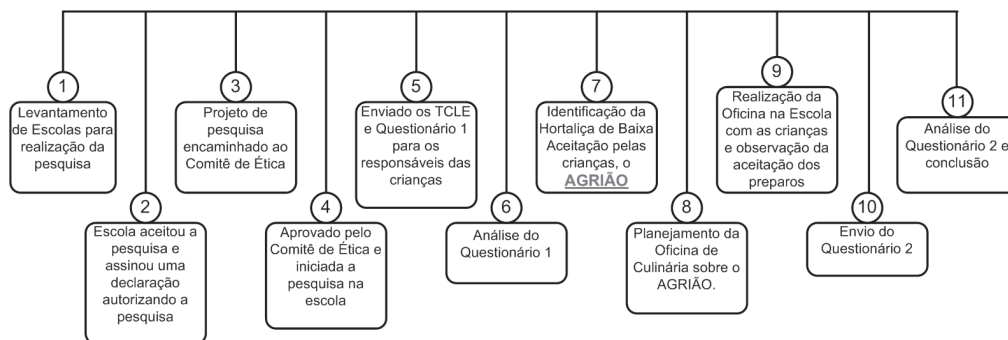 1
Levantamento
de Escolas para
realização da
pesquisa
2
Escola aceitou a
pesquisa e
assinou uma
declaração
autorizando a
pesquisa
3
Projeto de
pesquisa
encaminhado ao
Comitê de Ética
4
Aprovado pelo
Comitê de Ética e
iniciada a
pesquisa na
escola
5
Enviado os TCLE
e Questionário 1
para os
responsáveis das
crianças
6
Análise do
Questionário 1
7
Identificação da
Hortaliça de Baixa
Aceitação pelas
crianças, o
AGRIÃO
8
Planejamento da
Oficina de
Culinária sobre o
AGRIÃO.
9
Realização da
Oficina na Escola
com as crianças
e observação da
aceitação dos
preparos
10
Envio do
Questionário 2
11
Análise do
Questionário 2 e
conclusão